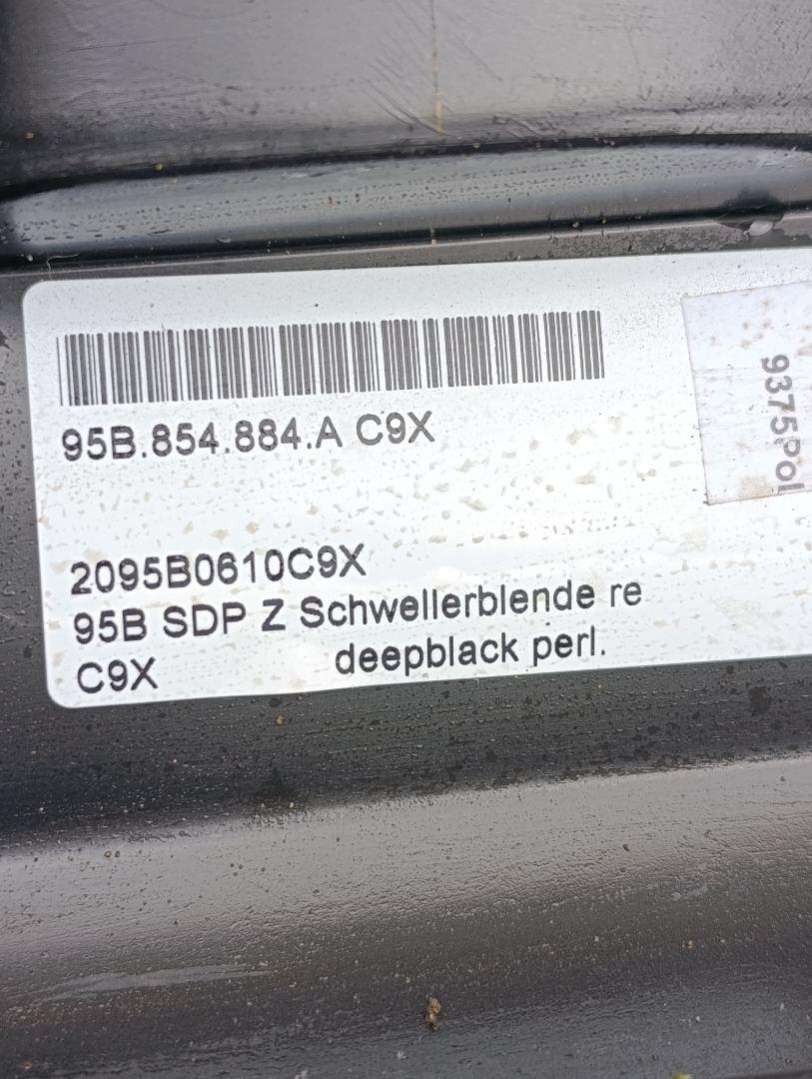 95B.854.884.A C9X
9375Pol
2095B0610C9X
95B SDP Z Schwellerblende re
C9X deepblack perl.